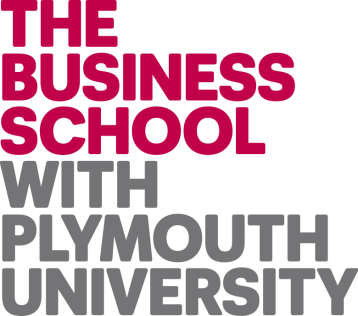 THE
BUSINESS
SCHOOL
WITH
PLYMOUTH
UNIVERSITY